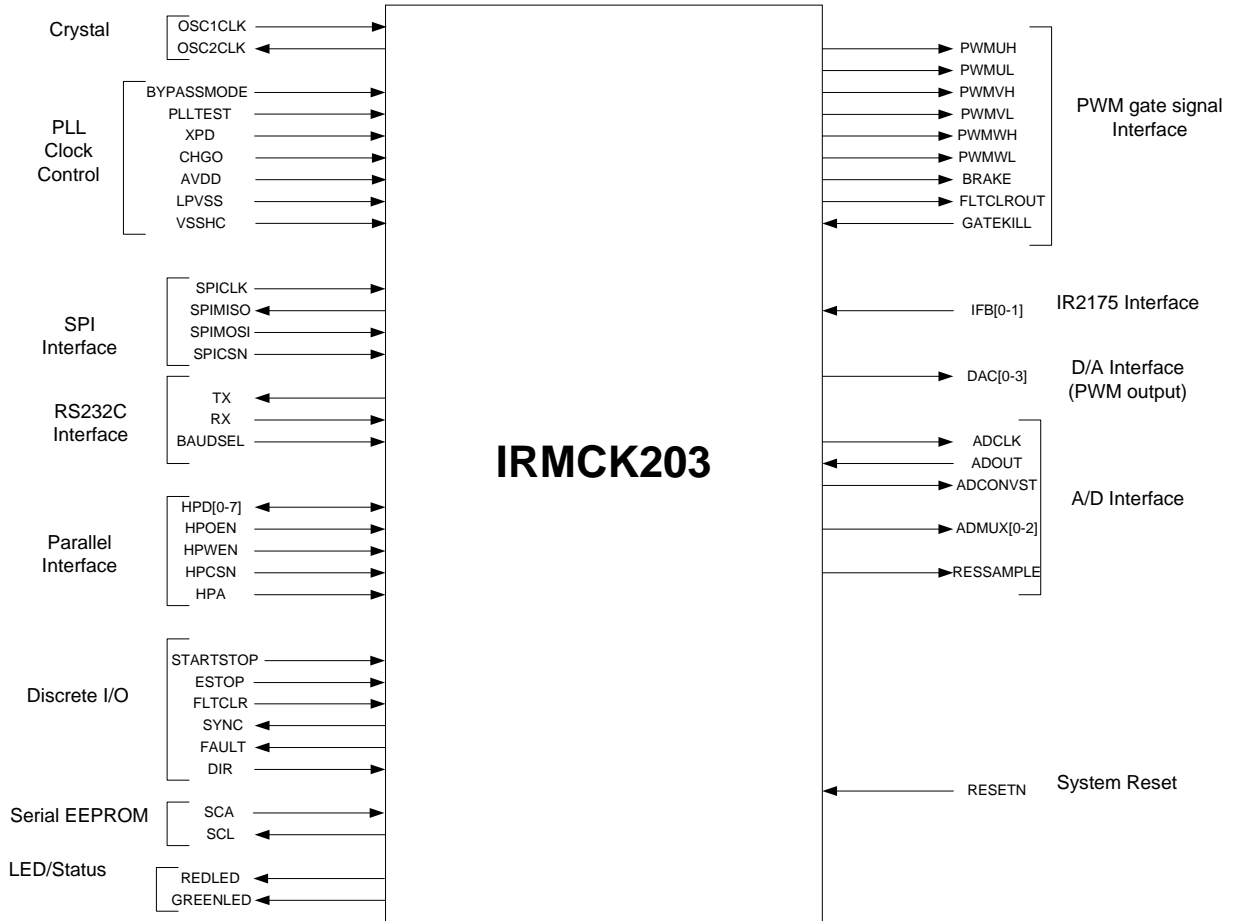 Crystal
OSC1CLK
OSC2CLK
PLL
Clock
Control
BYPASSMODE
PLLTEST
XPD
CHGO
AVDD
LPVSS
VSSHC
SPI
Interface
SPICLK
SPIMISO
SPIMOSI
SPICSN
RS232C
Interface
TX
RX
BAUDSEL
Parallel
Interface
HPD[0-7]
HPOEN
HPWEN
HPCSN
HPA
Discrete I/O
STARTSTOP
ESTOP
FLTCLR
SYNC
FAULT
DIR
Serial EEPROM
SCA
SCL
LED/Status
REDLED
GREENLED
IRMCK203
PWMUH
PWMUL
PWMVH
PWMVL
PWMWH
PWMWL
BRAKE
FLTCLROUT
GATEKILL
PWM gate signal
Interface
IFB[0-1]
IR2175 Interface
DAC[0-3]
D/A Interface
(PWM output)
ADCLK
ADOUT
ADCONVST
ADMUX[0-2]
RESSAMPLE
A/D Interface
RESETN
System Reset